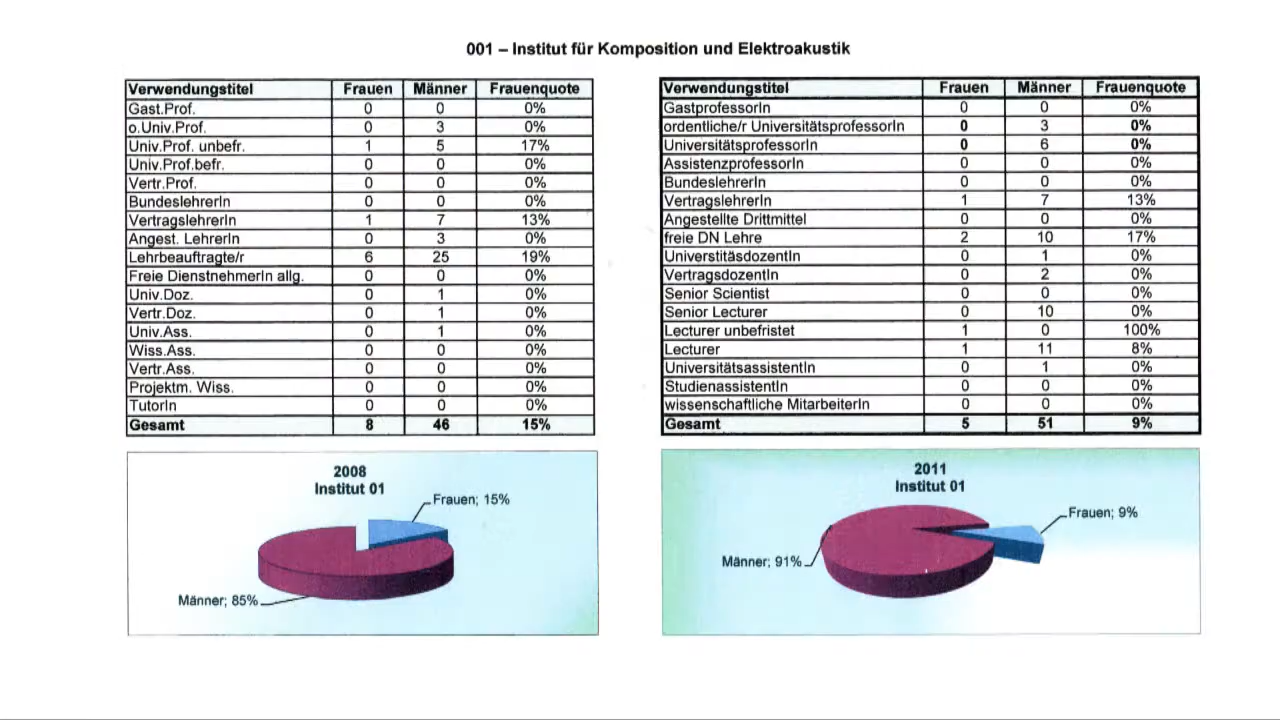 001 – Institut für Komposition und Elektroakustik
Verwendungstitel Frauen Männer Frauenquote
Gast.Prof. 0 0 0%
o.Univ.Prof. 0 3 0%
Univ.Prof. unbefr. 1 5 17%
Univ.Prof.befr. 0 0 0%
Vertr.Prof. 0 0 0%
BundeslehrerIn 0 0 0%
VertragslehrerIn 1 7 13%
Angest. LehrerIn 0 3 0%
Lehrbeauftragte/r 6 25 19%
Freie DienstnehmerIn allg. 0 0 0%
Univ.Doz. 0 1 0%
Vertr.Doz. 0 1 0%
Univ.Ass. 0 1 0%
Wiss.Ass. 0 0 0%
Vertr.Ass. 0 0 0%
Projektm. Wiss. 0 0 0%
TutorIn 0 0 0%
Gesamt 8 46 15%
2008
Institut 01
Frauen; 15%
Männer; 85%
Verwendungstitel Frauen Männer Frauenquote
GastprofessorIn 0 0 0%
ordentliche/r UniversitätsprofessorIn 0 3 0%
UniversitätsprofessorIn 0 6 0%
AssistenzprofessorIn 0 0 0%
BundeslehrerIn 0 0 0%
VertragslehrerIn 1 7 13%
Angestellte Drittmittel 0 0 0%
freie DN Lehre 2 10 17%
UniverstitäsdozentIn 0 1 0%
VertragsdozentIn 0 2 0%
Senior Scientist 0 0 0%
Senior Lecturer 0 10 0%
Lecturer unbefristet 1 0 100%
Lecturer 1 11 8%
UniversitätsassistentIn 0 1 0%
StudienassistentIn 0 0 0%
wissenschaftliche MitarbeiterIn 0 0 0%
Gesamt 5 51 9%
2011
Institut 01
Frauen; 9%
Männer; 91%